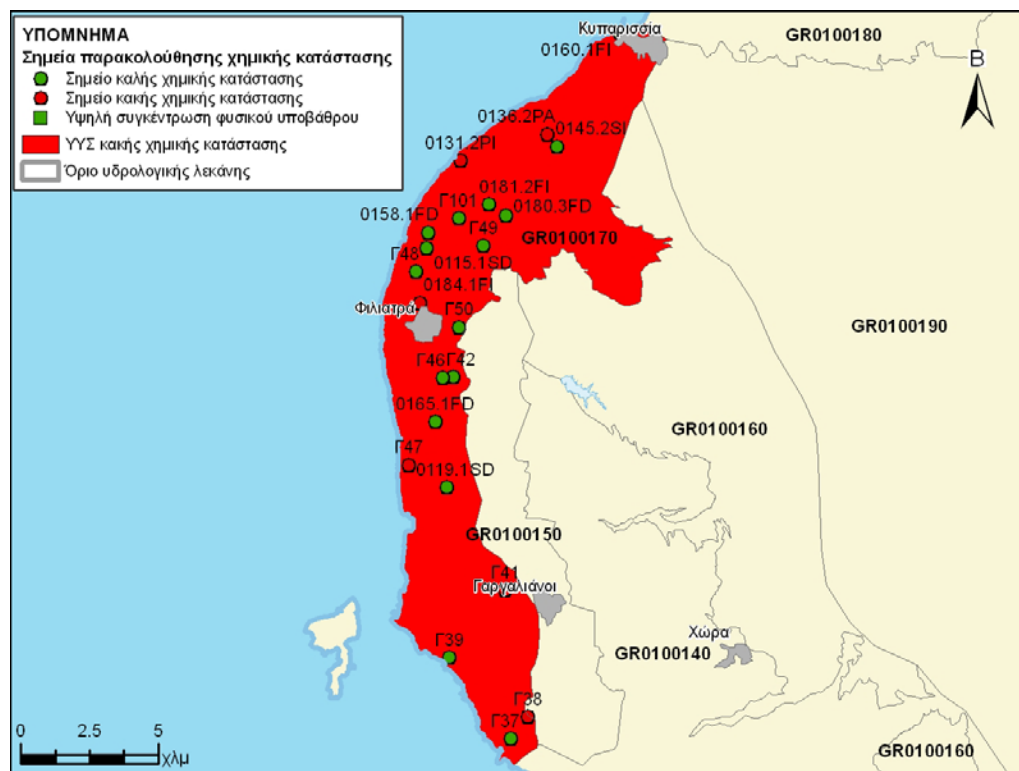 ΥΠΟΜΝΗΜΑ
Σημεία παρακολούθησης χημικής κατάστασης
Σημείο καλής χημικής κατάστασης
Σημείο κακής χημικής κατάστασης
Υψηλή συγκέντρωση φυσικού υποβάθρου
ΥΥΣ κακής χημικής κατάστασης
Όριο υδρολογικής λεκάνης
Κυπαρισσία
GR0100180
0160.1FI
Β
0136.2PA
0145.2SI
0131.2PI
0181.2FI
Γ101
0180.3FD
0158.1FD
Γ49
GR0100170
Γ48
0115.1SD
0184.1FI
Φιλιατρά
Γ50
GR0100190
Γ46
Γ42
0165.1FD
GR0100160
Γ47
0119.1SD
GR0100150
Γ41
Γαργαλιάνοι
Χώρα
Γ39
GR0100140
Γ38
Γ37
0 2.5 5
χλμ
GR0100160